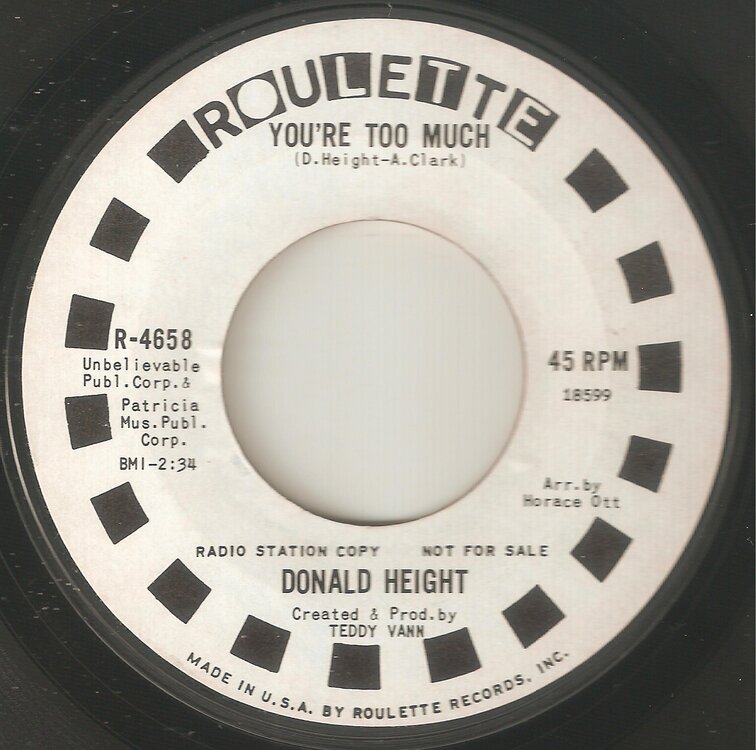 ROULETTE
YOU'RE TOO MUCH
(D.Height-A.Clark)
R-4658
Unbelievable
Publ.Corp.&
Patricia
Mus.Publ.
Corp.
BMI-2:34
45 RPM
18599
Arr.by
Horace Ott
RADIO STATION COPY NOT FOR SALE
DONALD HEIGHT
Created & Prod.by
TEDDY VANN
MADE IN U.S.A. BY ROULETTE RECORDS, INC.